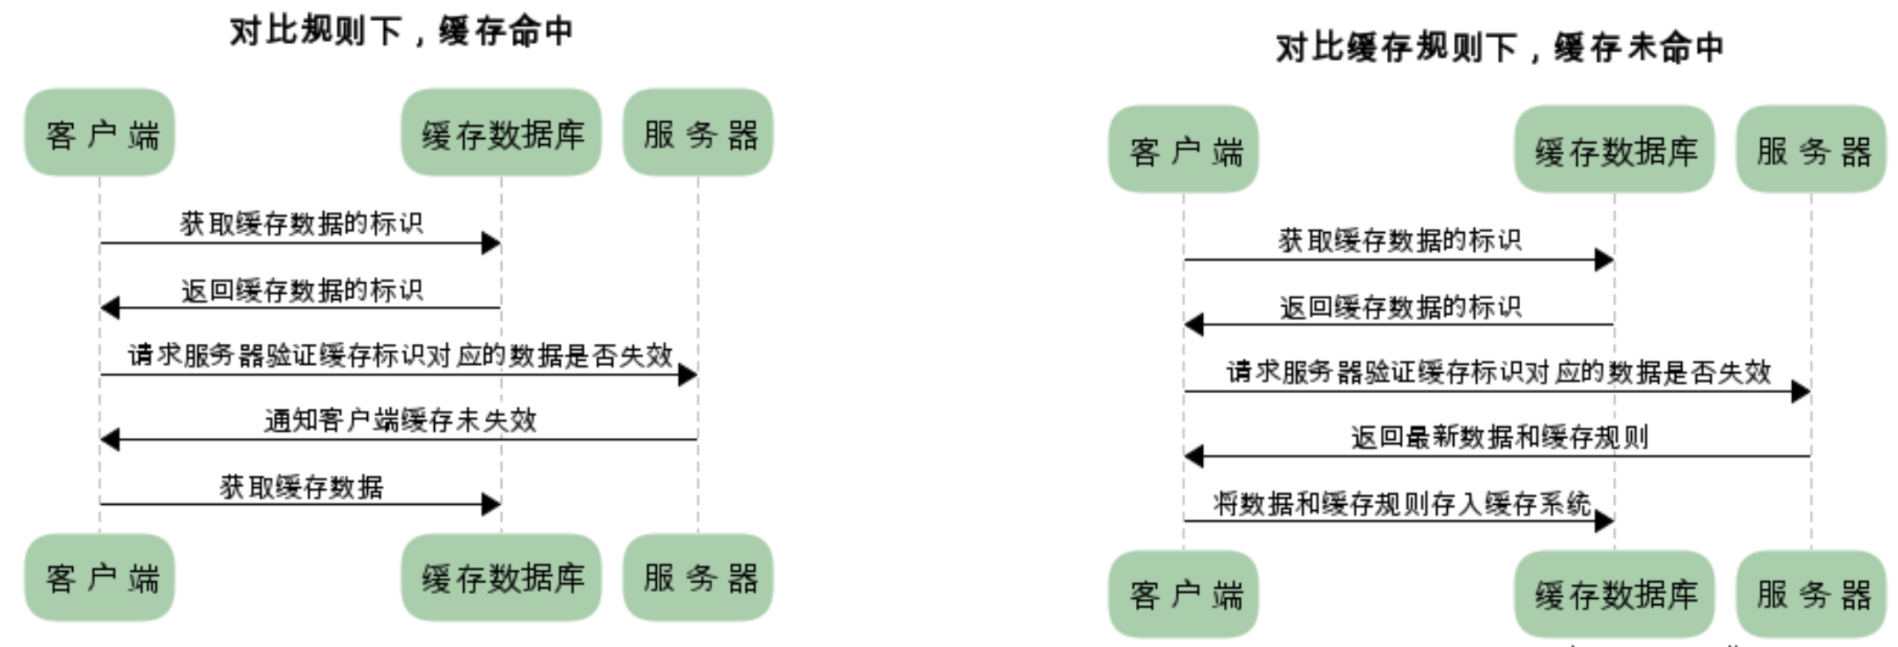 对比规则下，缓存命中
客户端
缓存数据库
服务器
获取缓存数据的标识
返回缓存数据的标识
请求服务器验证缓存标识对应的数据是否失效
通知客户端缓存未失效
获取缓存数据
客户端
缓存数据库
服务器
对比缓存规则下，缓存未命中
客户端
缓存数据库
服务器
获取缓存数据的标识
返回缓存数据的标识
请求服务器验证缓存标识对应的数据是否失效
返回最新数据和缓存规则
将数据和缓存规则存入缓存系统
客户端
缓存数据库
服务器